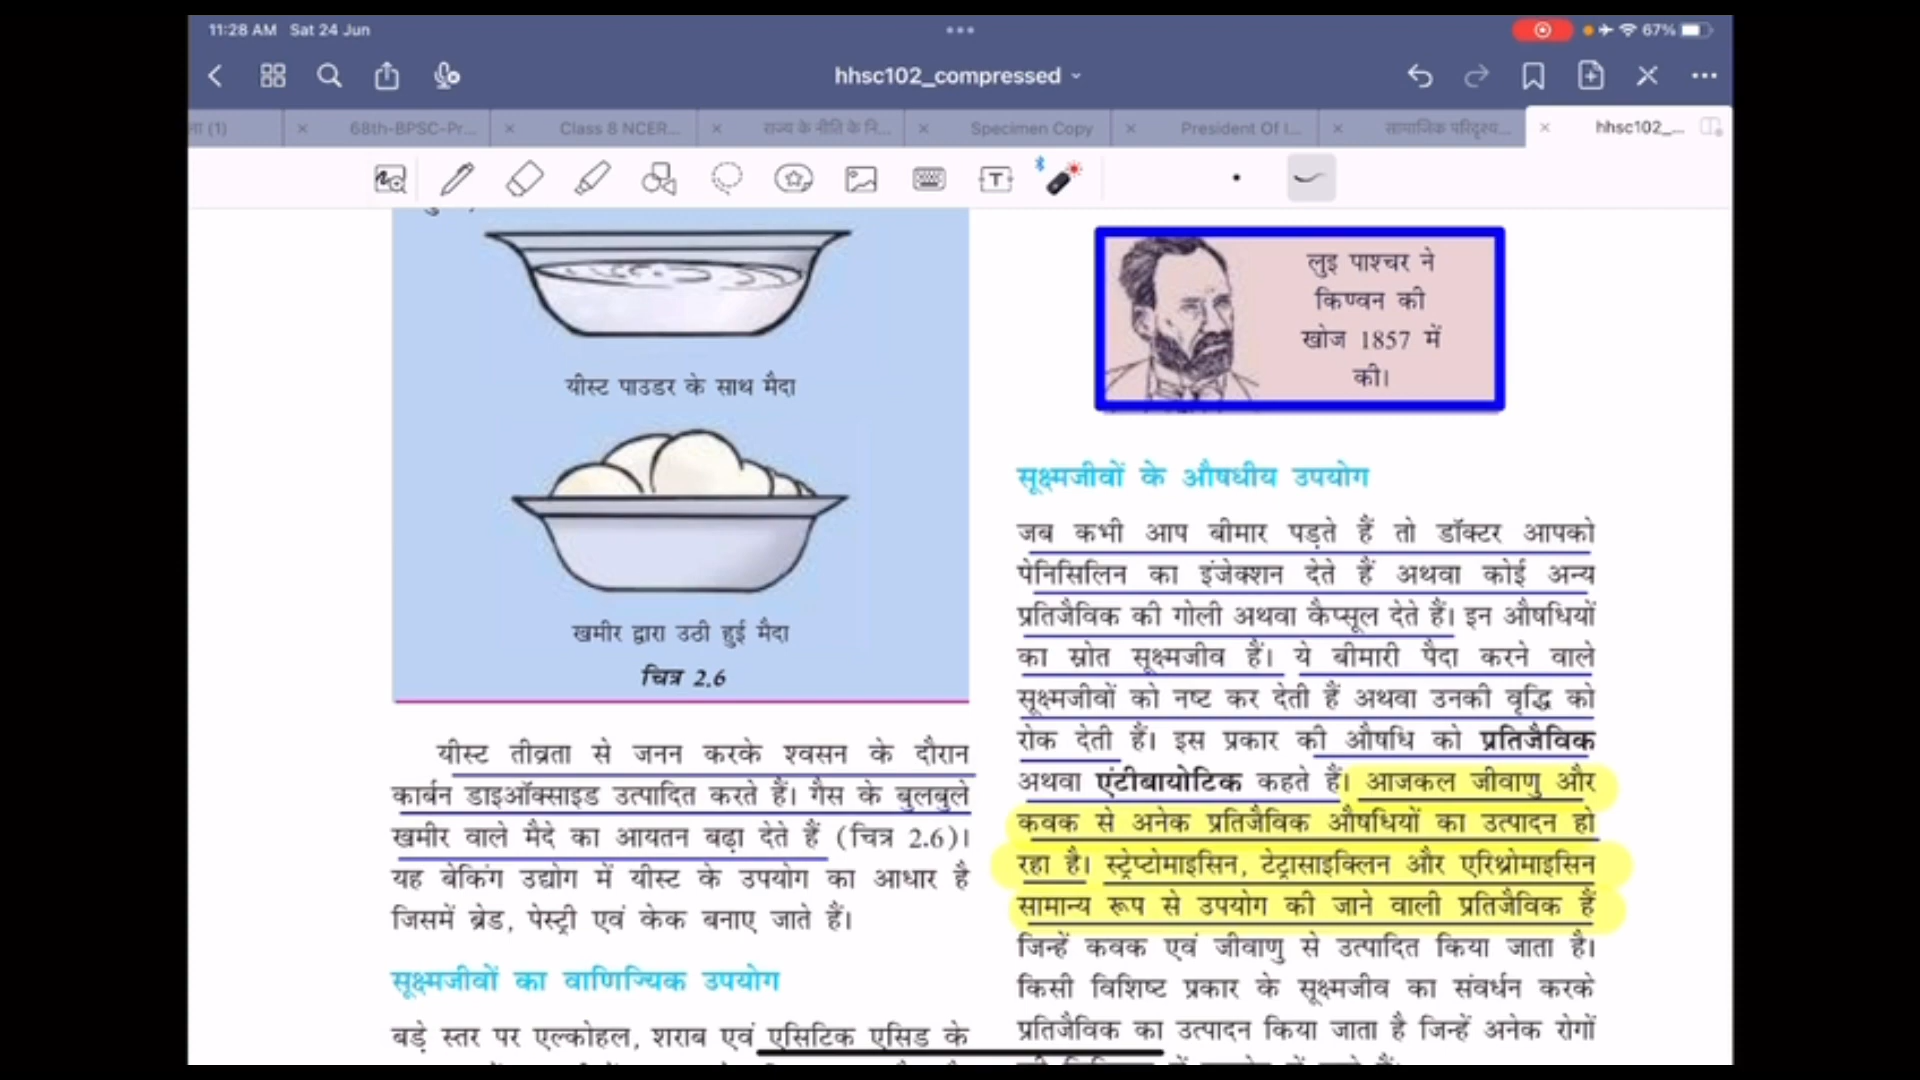 11:28 AM Sat 24 Jun
67%
hhsc102_compressed
ला (1)
68th-BPSC-Pr...
Class 8 NCER...
राज्य के नीति के नि...
Specimen Copy
President Of I...
सामाजिक परिदृश्य...
hhsc102_...
यीस्ट पाउडर के साथ मैदा
खमीर द्वारा उठी हुई मैदा
चित्र 2.6
यीस्ट तीव्रता से जनन करके श्वसन के दौरान
कार्बन डाइऑक्साइड उत्पादित करते हैं। गैस के बुलबुले
खमीर वाले मैदे का आयतन बढ़ा देते हैं (चित्र 2.6)।
यह बेकिंग उद्योग में यीस्ट के उपयोग का आधार है
जिसमें ब्रेड, पेस्ट्री एवं केक बनाए जाते हैं।
सूक्ष्मजीवों का वाणिज्यिक उपयोग
बड़े स्तर पर एल्कोहल, शराब एवं एसिटिक एसिड के
लुइ पाश्चर ने
किण्वन की
खोज 1857 में
की।
सूक्ष्मजीवों के औषधीय उपयोग
जब कभी आप बीमार पड़ते हैं तो डॉक्टर आपको
पेनिसिलिन का इंजेक्शन देते हैं अथवा कोई अन्य
प्रतिजैविक की गोली अथवा कैप्सूल देते हैं। इन औषधियों
का स्रोत सूक्ष्मजीव हैं। ये बीमारी पैदा करने वाले
सूक्ष्मजीवों को नष्ट कर देती हैं अथवा उनकी वृद्धि को
रोक देती हैं। इस प्रकार की औषधि को प्रतिजैविक
अथवा एंटीबायोटिक कहते हैं। आजकल जीवाणु और
कवक से अनेक प्रतिजैविक औषधियों का उत्पादन हो
रहा है। स्ट्रेप्टोमाइसिन, टेट्रासाइक्लिन और एरिथ्रोमाइसिन
सामान्य रूप से उपयोग की जाने वाली प्रतिजैविक हैं
जिन्हें कवक एवं जीवाणु से उत्पादित किया जाता है।
किसी विशिष्ट प्रकार के सूक्ष्मजीव का संवर्धन करके
प्रतिजैविक का उत्पादन किया जाता है जिन्हें अनेक रोगों